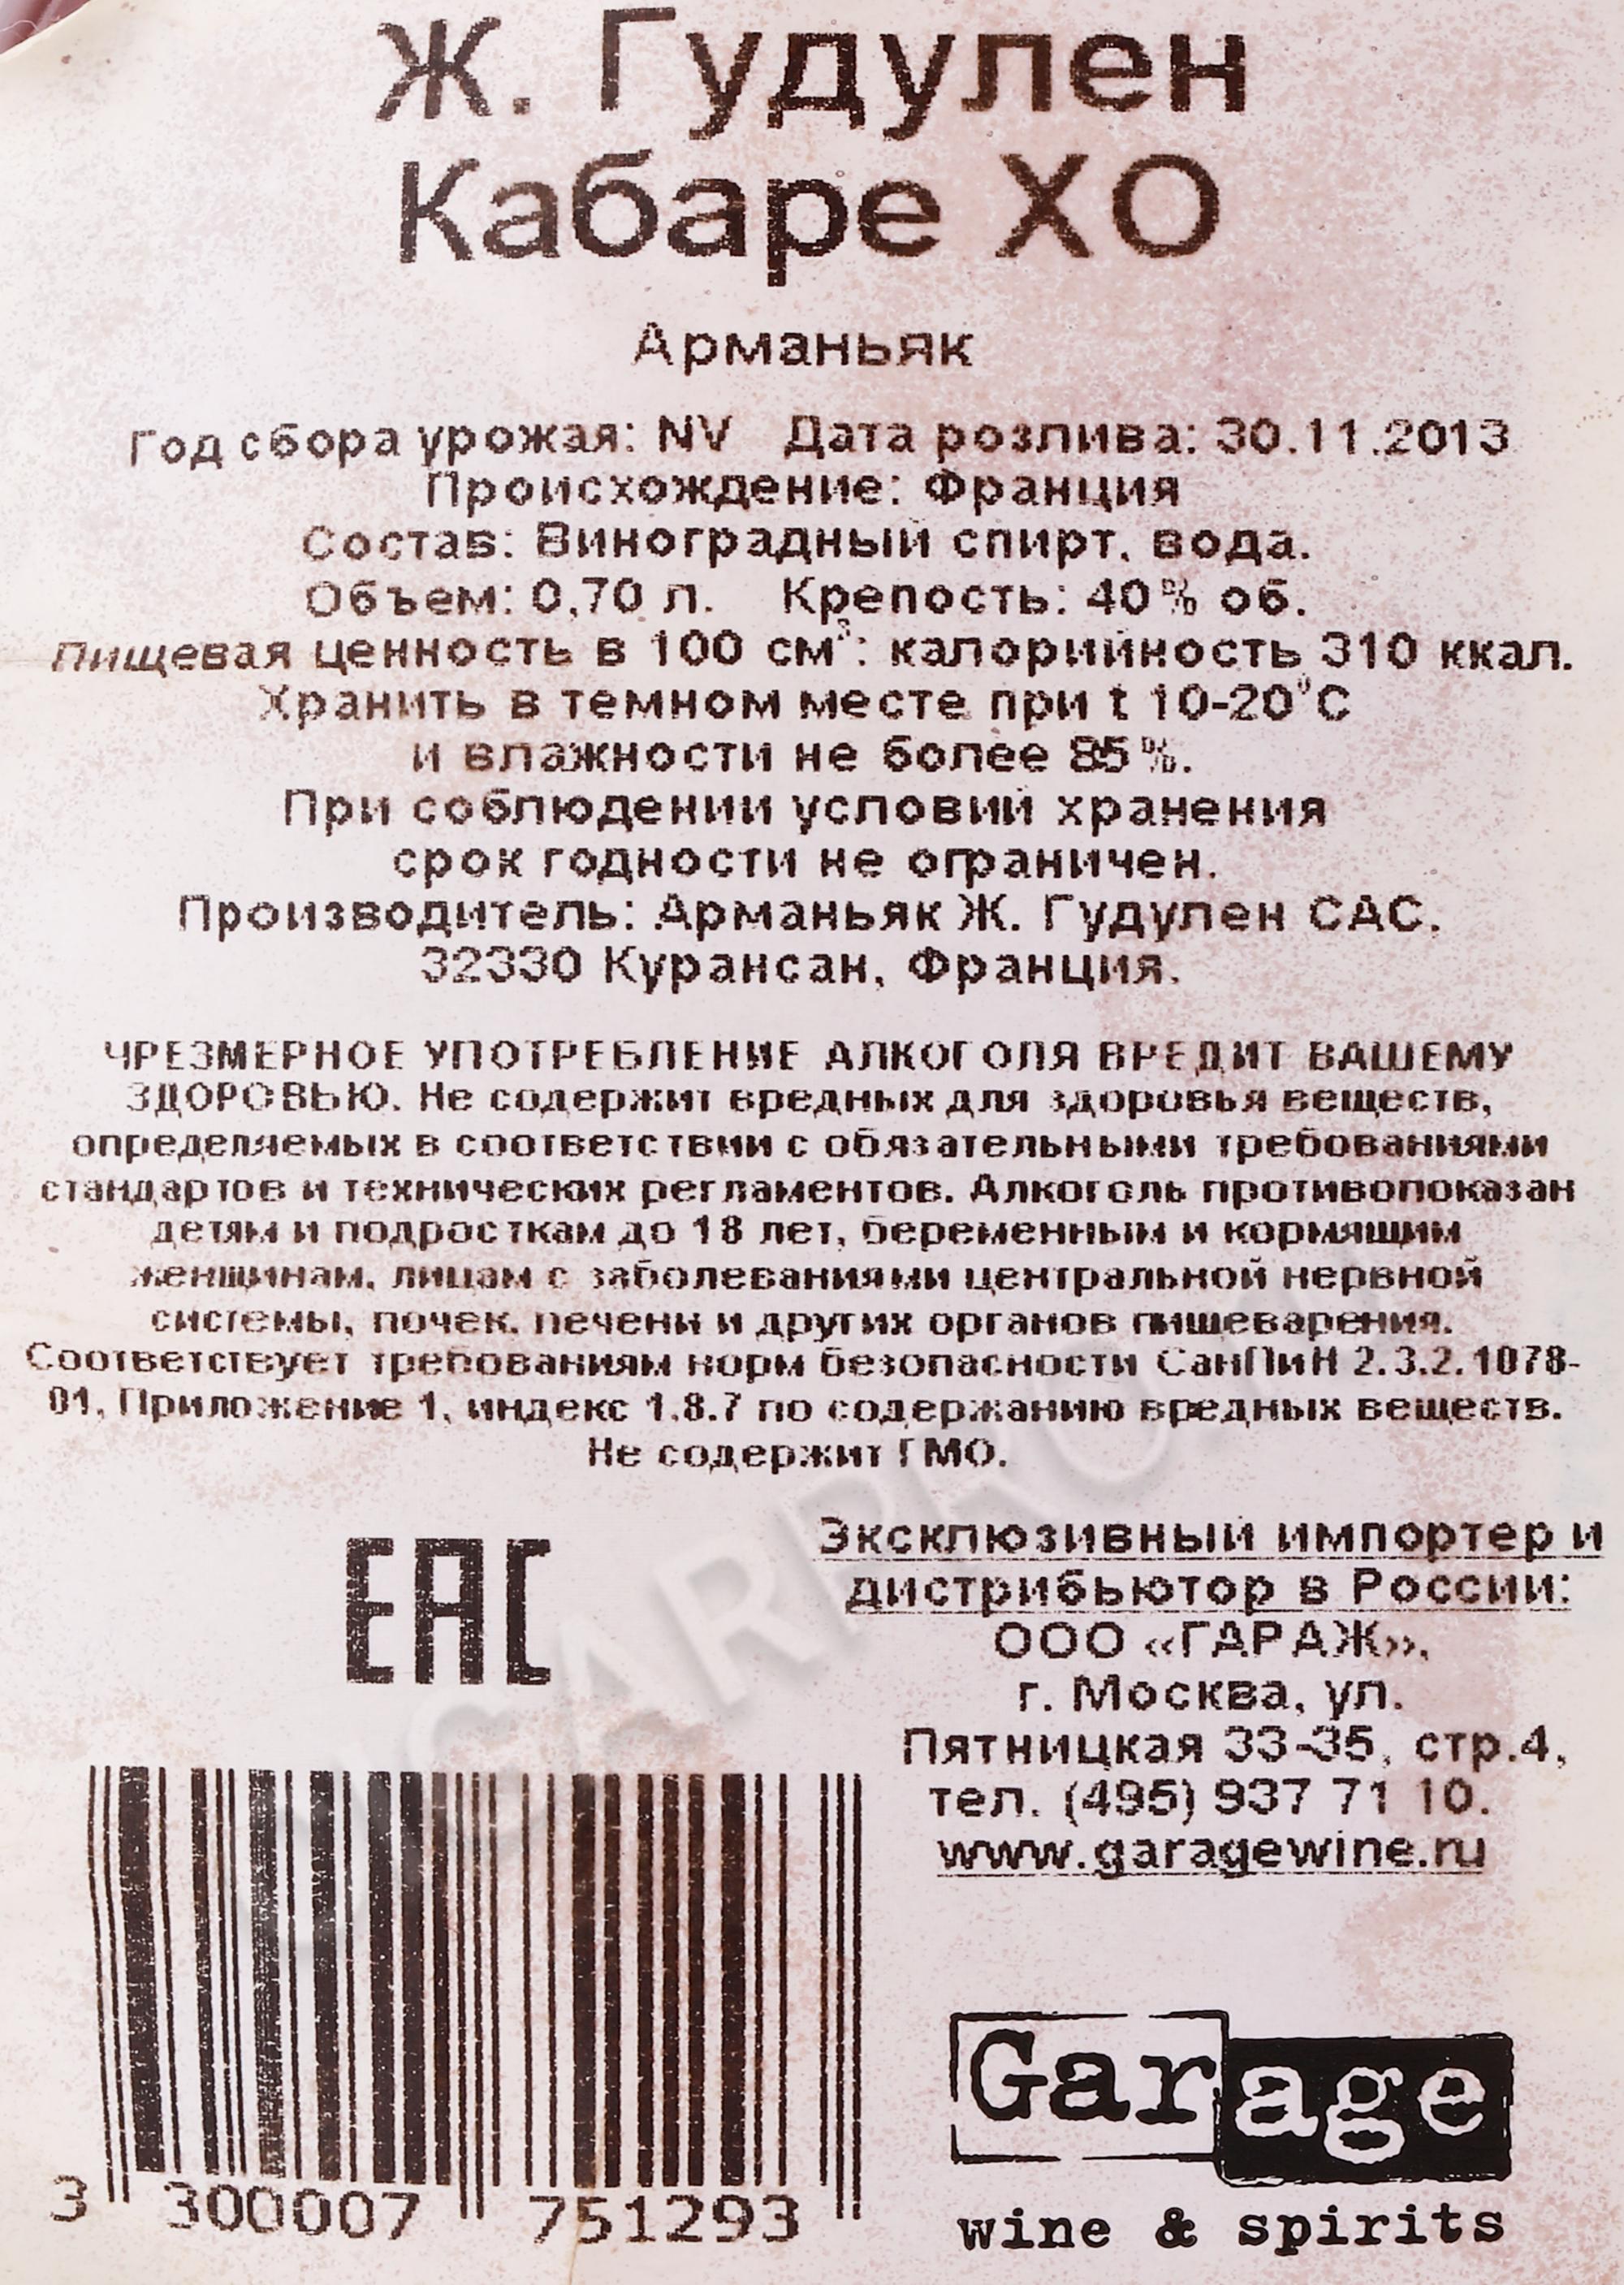 Ж. Гудулен
Кабаре ХО
Арманьяк
Год сбора урожая: NV Дата розлива: 30.11.2013
Происхождение: Франция
Состав: Виноградный спирт, вода.
Объем: 0,70 л. Крепость: 40% об.
Пищевая ценность в 100 см³: калорийность 310 ккал.
Хранить в темном месте при t 10-20°C
и влажности не более 85%.
При соблюдении условий хранения
срок годности не ограничен.
Производитель: Арманьяк Ж. Гудулен САС,
32330 Курансан, Франция.
ЧРЕЗМЕРНОЕ УПОТРЕБЛЕНИЕ АЛКОГОЛЯ ВРЕДИТ ВАШЕМУ
ЗДОРОВЬЮ. Не содержит вредных для здоровья веществ,
определяемых в соответствии с обязательными требованиями
стандартов и технических регламентов. Алкоголь противопоказан
детям и подросткам до 18 лет, беременным и кормящим
женщинам, лицам с заболеваниями центральной нервной
системы, почек, печени и других органов пищеварения.
Соответствует требованиям норм безопасности СанПиН 2.3.2.1078-
01, Приложение 1, индекс 1.8.7 по содержанию вредных веществ.
Не содержит ГМО.
EAC
Эксклюзивный импортер и
дистрибьютор в России:
ООО «ГАРАЖ»,
г. Москва, ул.
Пятницкая 33-35, стр.4,
тел. (495) 937 71 10.
www.garagewine.ru
3 300007 751293
Garage
wine & spirits